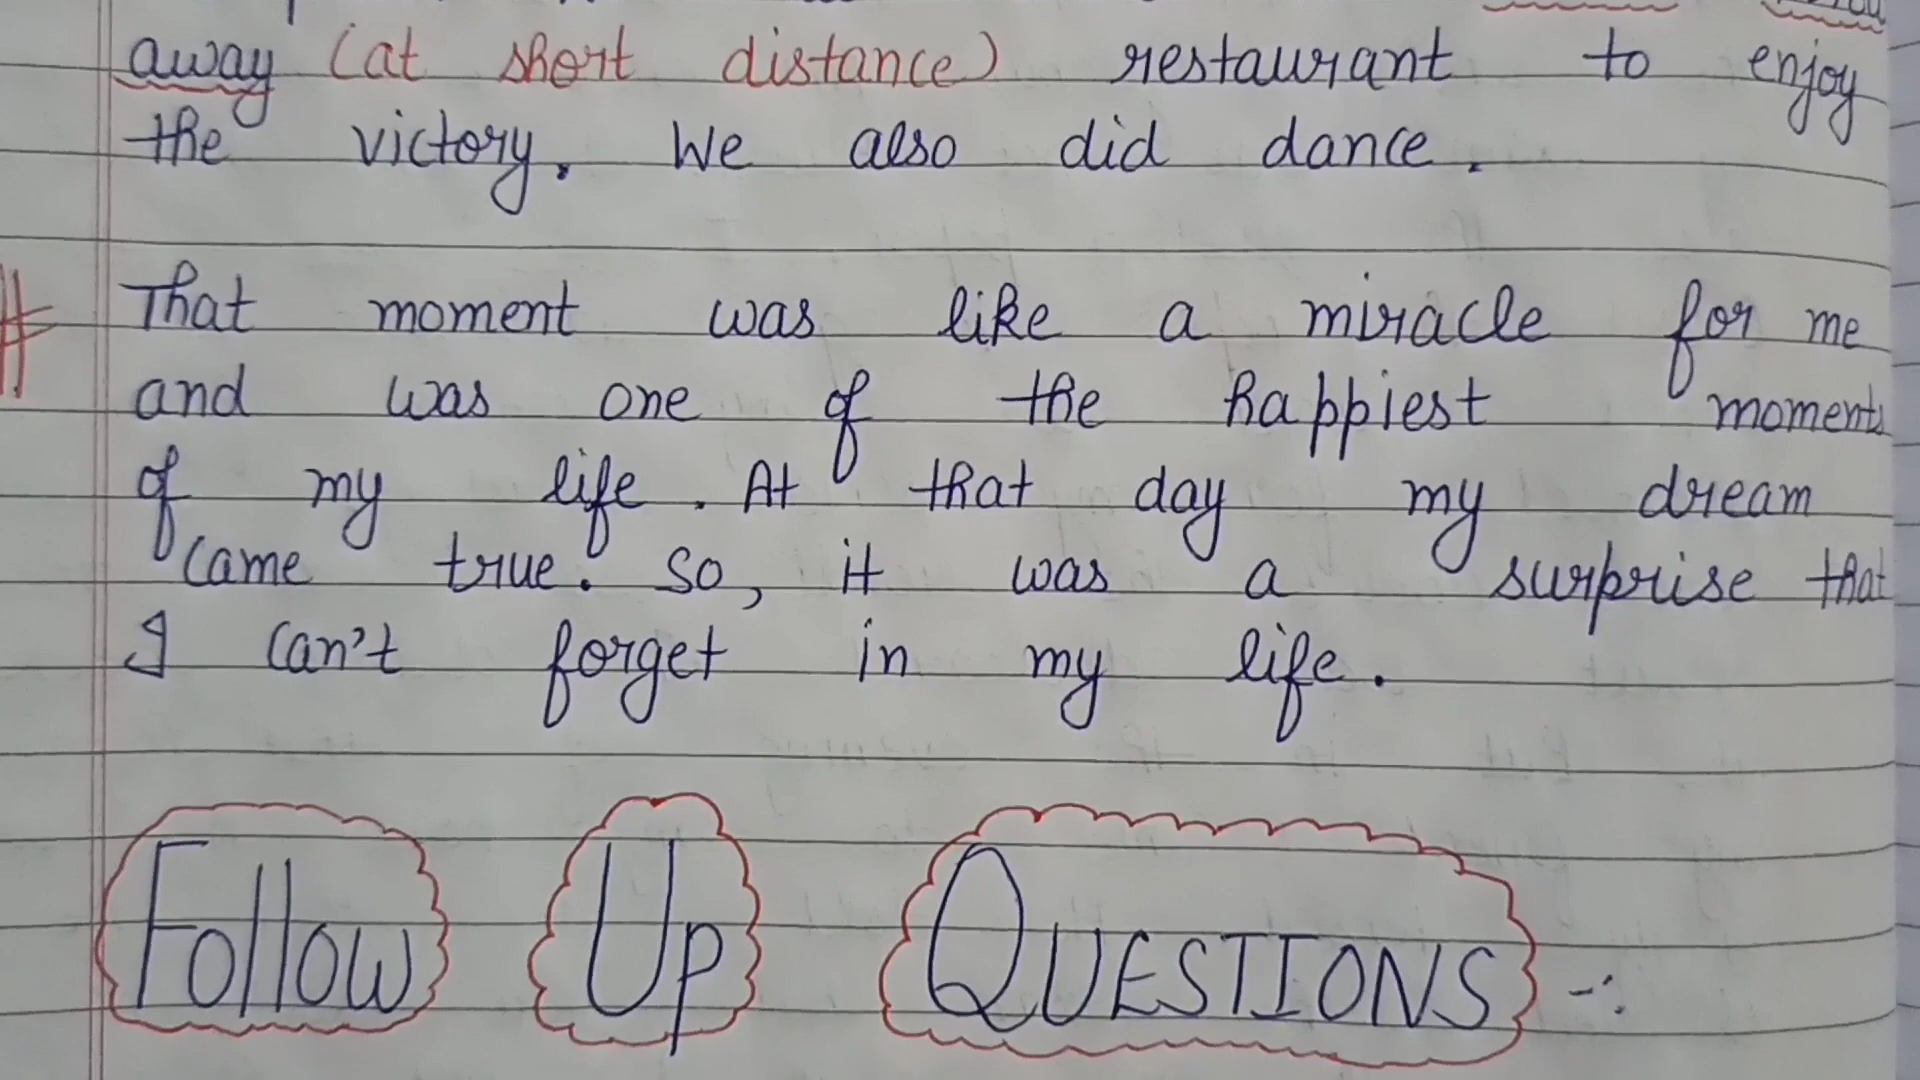 away (at short distance) restaurant to enjoy
the victory. We also did dance.
That moment was like a miracle for me
and was one of the happiest moments
of my life. At that day my dream
came true. So, it was a surprise that
I can't forget in my life.
Follow Up QUESTIONS -: